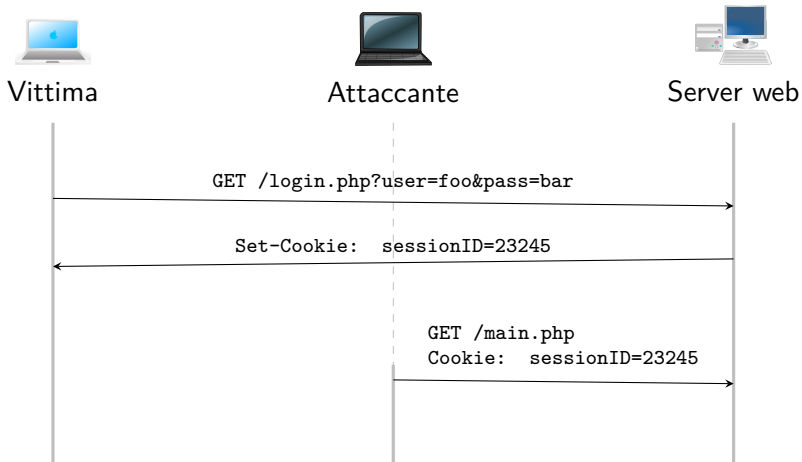 Vittima
Attaccante
Server web
GET /login.php?user=foo&pass=bar
Set-Cookie: sessionID=23245
GET /main.php
Cookie: sessionID=23245